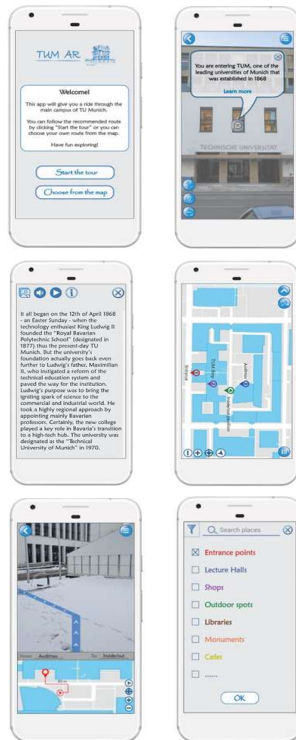 TUM AR
Welcome!
This app will give you a ride through the
main campus of TU Munich.
You can follow the recommended route
by clicking "Start the tour" or you can
choose your own route from the map.
Have fun exploring!
Start the tour
Choose from the map
You are entering TUM, one of the
leading universities of Munich that
was established in 1868
Learn more
TECHNISCHE UNIVERSITÄT
It all began on the 12th of April 1868
- an Easter Sunday - when the
technology enthusiast King Ludwig II
founded the "Royal Bavarian
Polytechnic School" (designated in
1877) thus the present-day TU
Munich. But the university's
foundation actually goes back even
further to Ludwig's father, Maximilian
II, who instigated a reform of the
technical education system and
paved the way for the institution.
Ludwig's purpose was to bring the
igniting spark of science to the
commercial and industrial world. He
took a highly regional approach by
appointing mainly Bavarian
professors. Certainly, the new college
played a key role in Bavaria's transition
to a high-tech hub. The university was
designated as the "Technical
University of Munich" in 1970.
Entrance
TUM Shop
Audimax
From: Audimax
To:
Search places
Entrance points
Lecture Halls
Shops
Outdoor spots
Libraries
Monuments
Cafes
......
OK